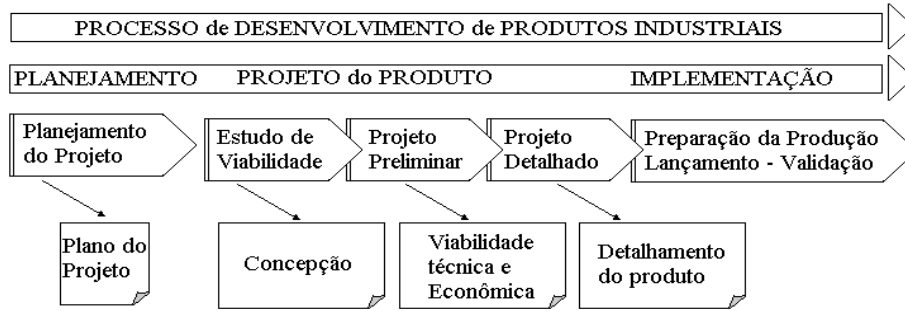 PROCESSO de DESENVOLVIMENTO de PRODUTOS INDUSTRIAIS
PLANEJAMENTO
PROJETO do PRODUTO
IMPLEMENTAÇÃO
Planejamento
do Projeto
Estudo de
Viabilidade
Projeto
Preliminar
Projeto
Detalhado
Preparação da Produção
Lançamento - Validação
Plano do
Projeto
Concepção
Viabilidade
técnica e
Econômica
Detalhamento
do produto